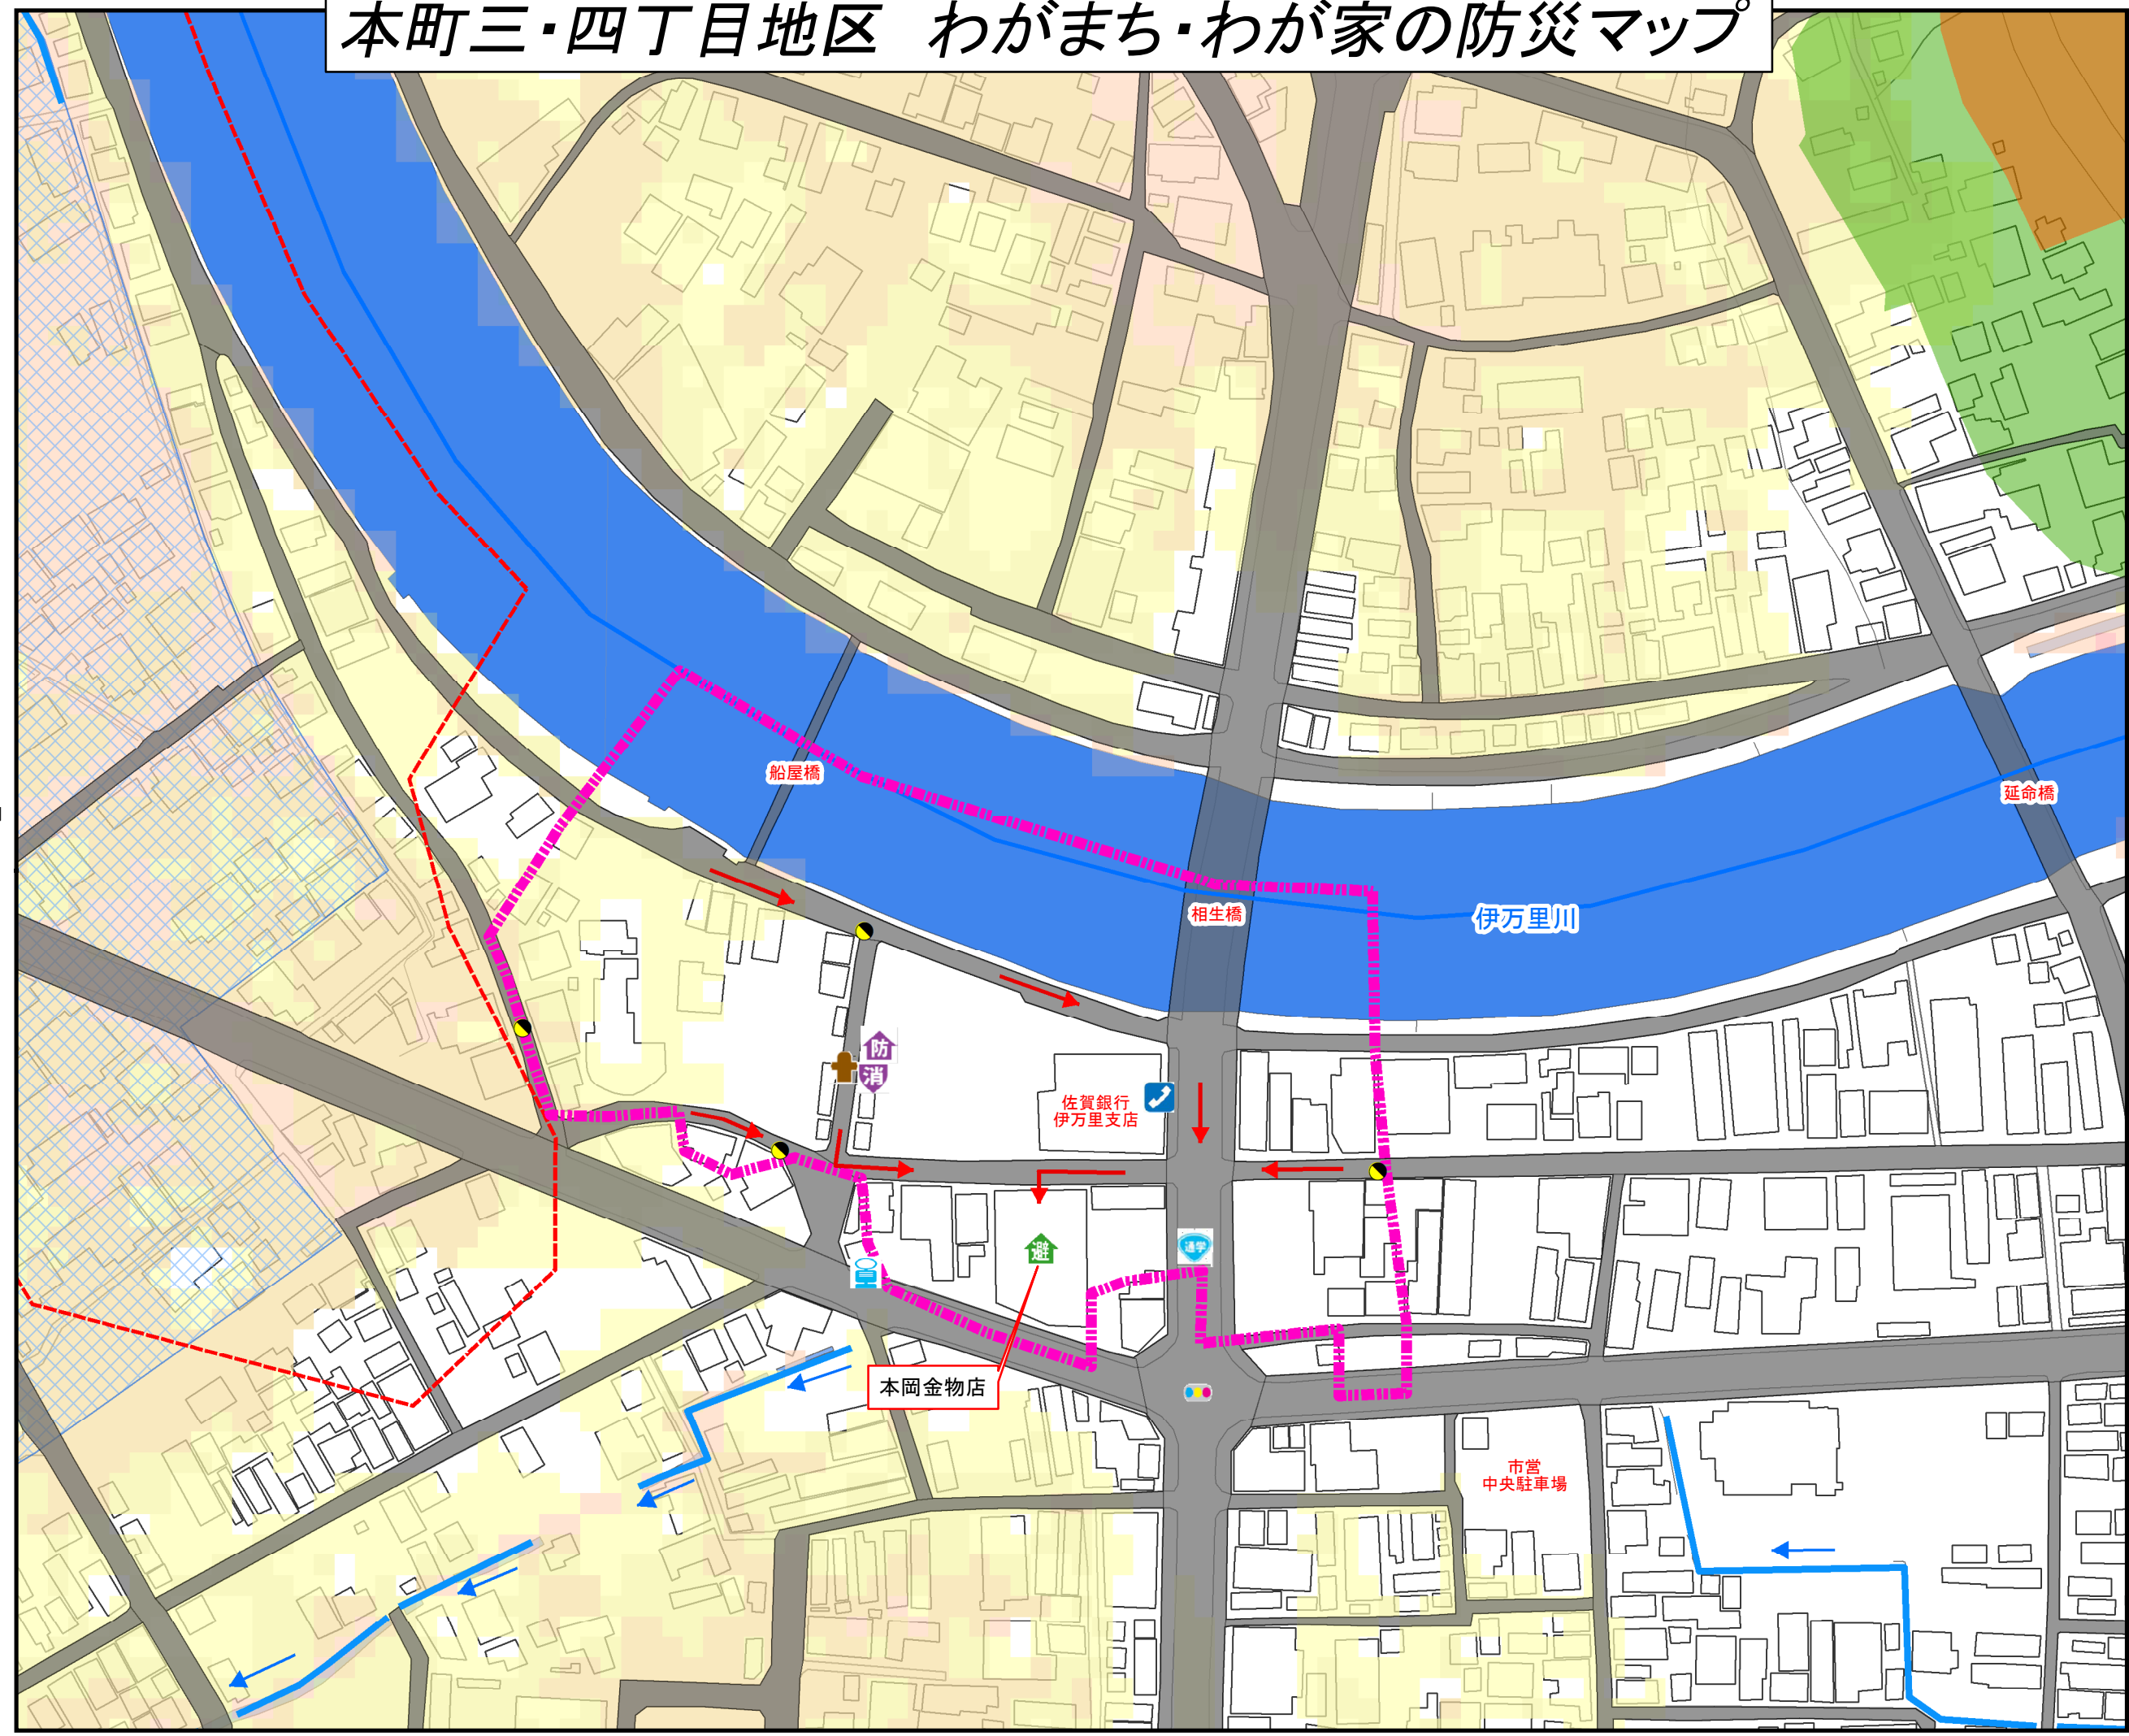 本町三・四丁目地区　わがまち・わが家の防災マップ
船屋橋
延命橋
相生橋
伊万里川
防
消
佐賀銀行
伊万里支店
避
通学
本岡金物店
市営
中央駐車場